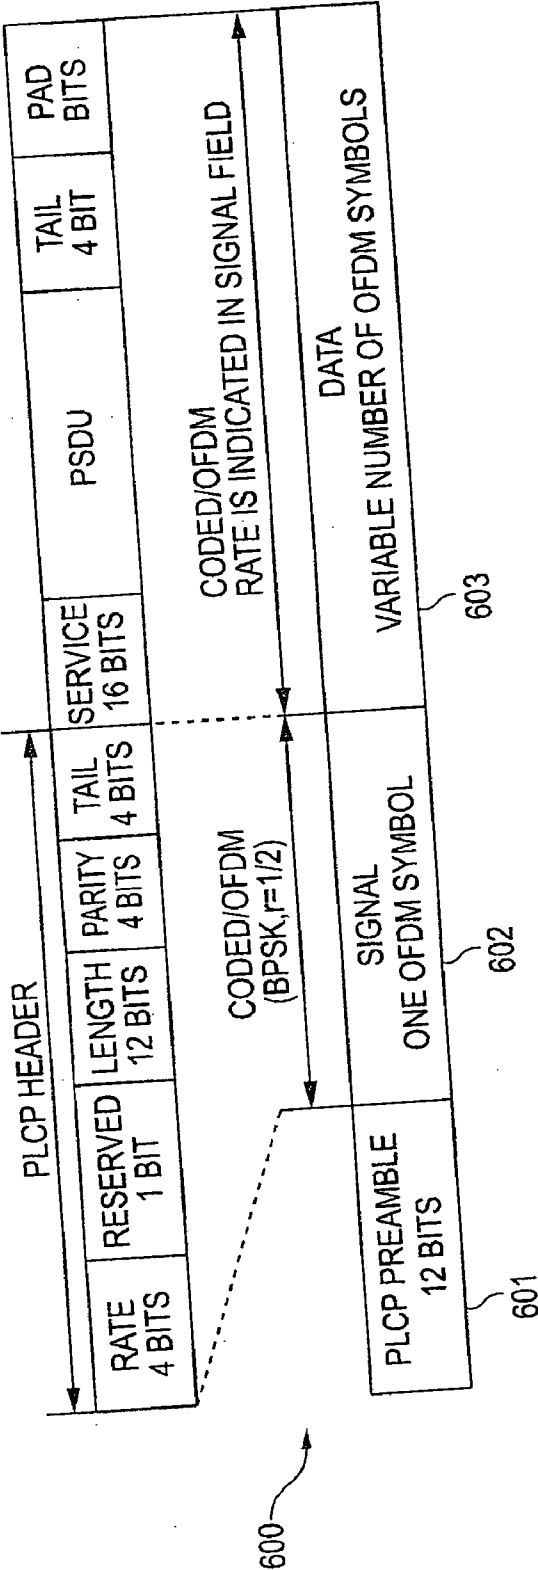 PLCP HEADER
RATE
4 BITS
RESERVED
1 BIT
LENGTH
12 BITS
PARITY
4 BITS
TAIL
4 BITS
SERVICE
16 BITS
PSDU
TAIL
4 BIT
PAD
BITS
CODED/OFDM
(BPSK,r=1/2)
CODED/OFDM
RATE IS INDICATED IN SIGNAL FIELD
PLCP PREAMBLE
12 BITS
SIGNAL
ONE OFDM SYMBOL
DATA
VARIABLE NUMBER OF OFDM SYMBOLS
600
601
602
603